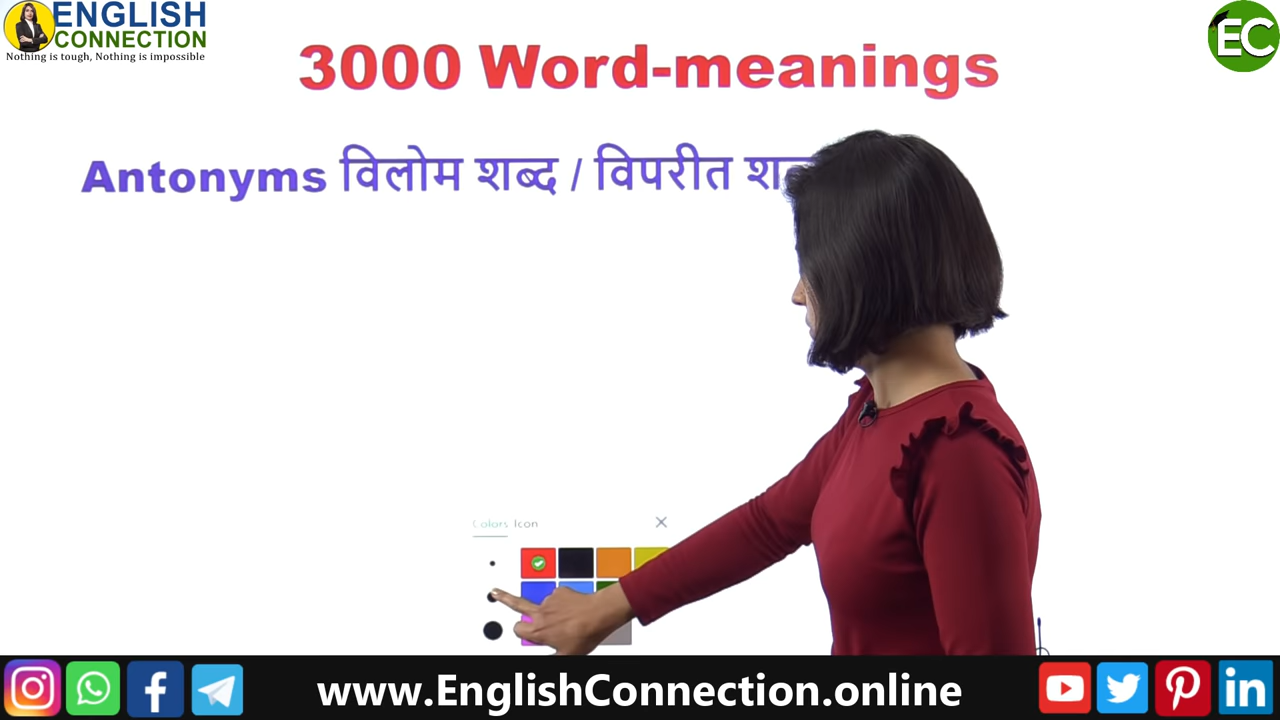 ENGLISH
CONNECTION
Nothing is tough, Nothing is impossible
EC
3000 Word-meanings
Antonyms विलोम शब्द / विपरीत
Colors Icon
www.EnglishConnection.online